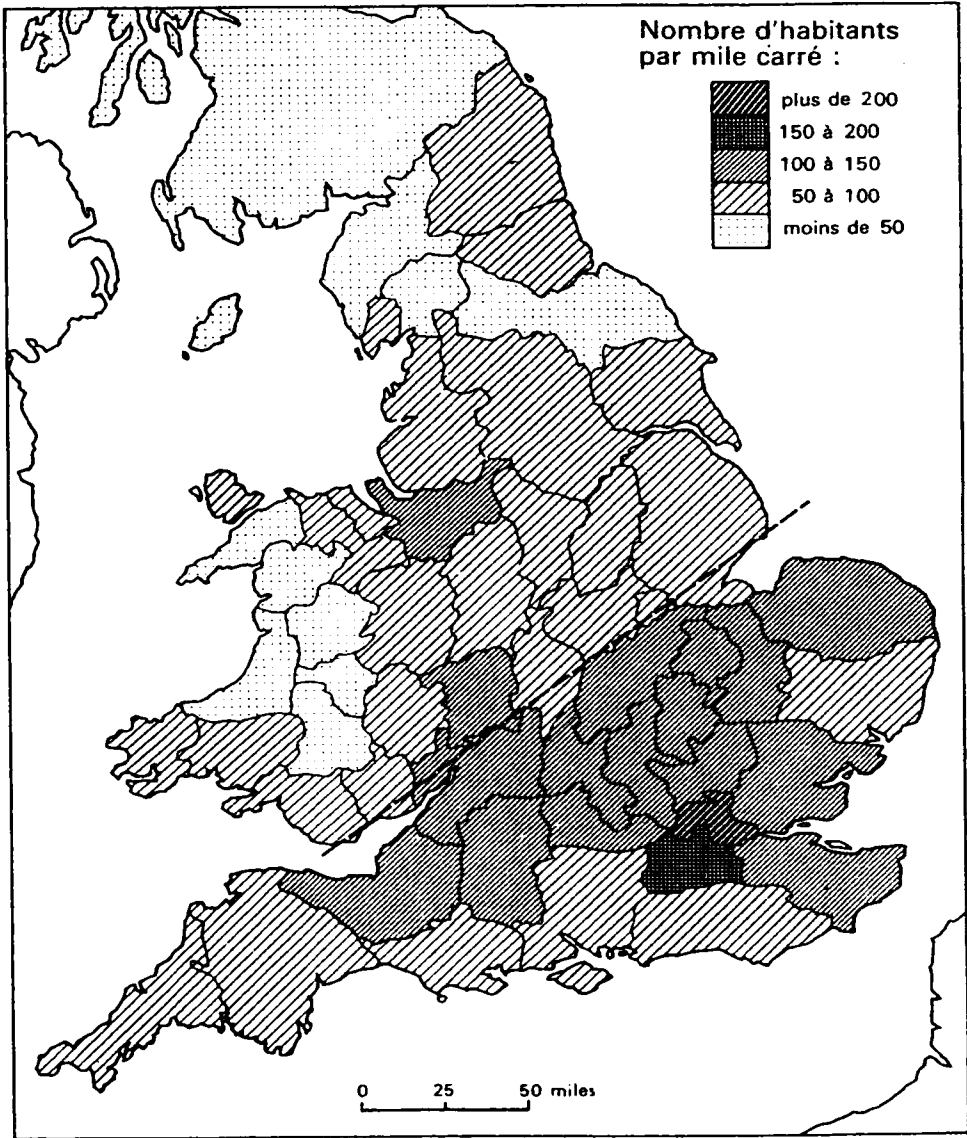 Nombre d'habitants
par mile carré :
plus de 200
150 à 200
100 à 150
50 à 100
moins de 50
0 25 50 miles